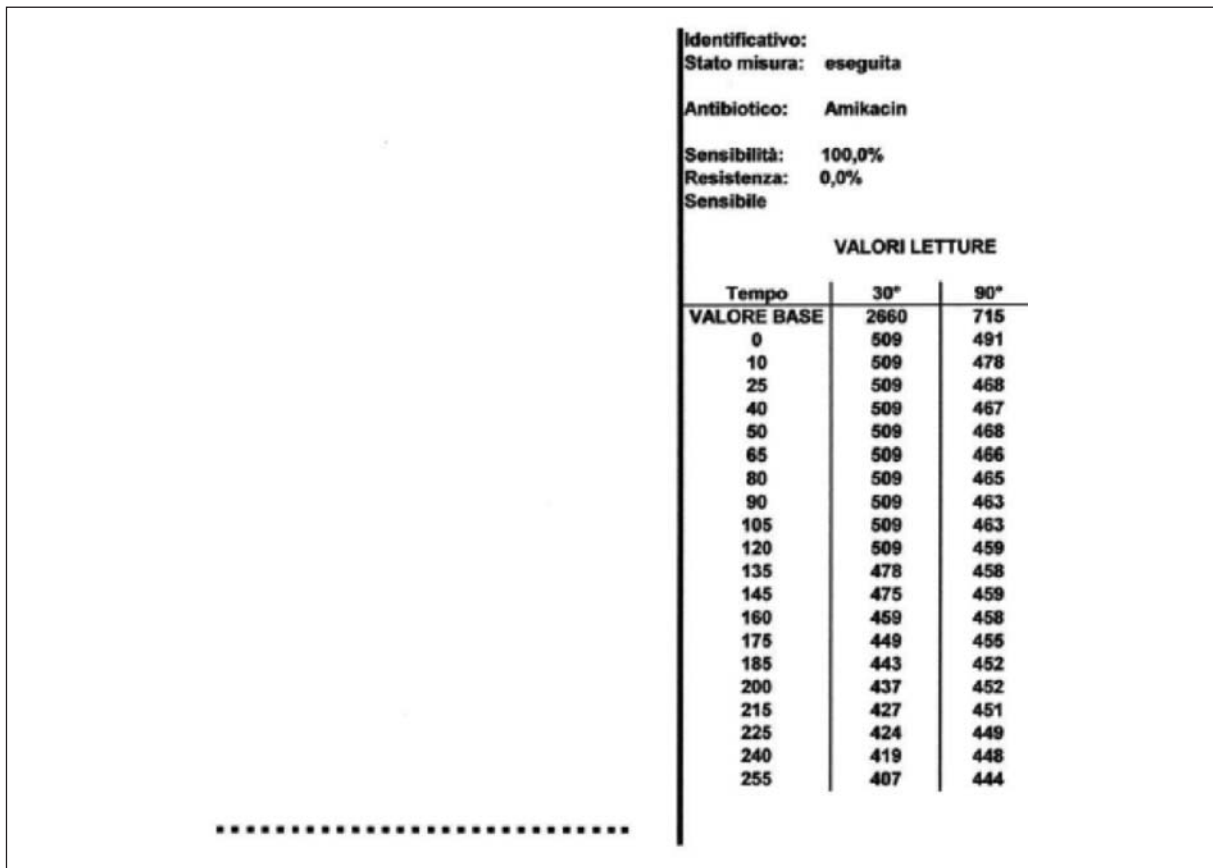 Identificativo:
Stato misura: eseguita
Antibiotico: Amikacin
Sensibilità: 100,0%
Resistenza: 0,0%
Sensibile
VALORI LETTURE
Tempo 30° 90°
VALORE BASE 2660 715
0 509 491
10 509 478
25 509 468
40 509 467
50 509 468
65 509 466
80 509 465
90 509 463
105 509 463
120 509 459
135 478 458
145 475 459
160 459 458
175 449 455
185 443 452
200 437 452
215 427 451
225 424 449
240 419 448
255 407 444